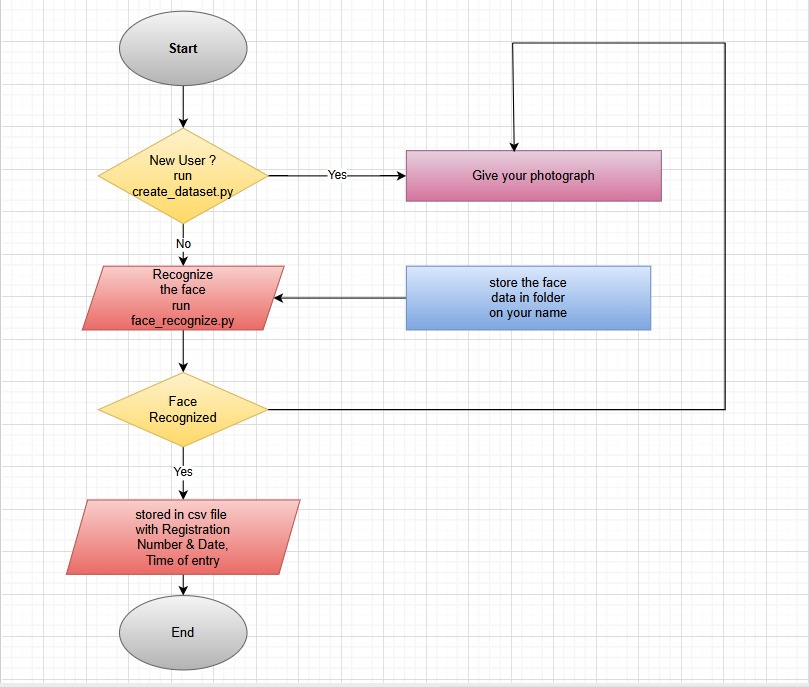 Start
New User ?
run
create_dataset.py
Yes
Give your photograph
No
Recognize
the face
run
face_recognize.py
store the face
data in folder
on your name
Face
Recognized
Yes
stored in csv file
with Registration
Number & Date,
Time of entry
End